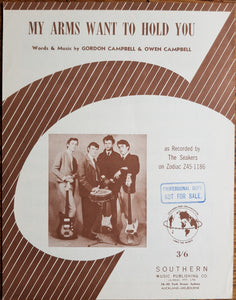 MY ARMS WANT TO HOLD YOU
Words & Music by GORDON CAMPBELL & OWEN CAMPBELL
as Recorded by
The Seakers
on Zodiac Z45-1186
PROFESSIONAL COPY
NOT FOR SALE.
3/6
SOUTHERN
MUSIC PUBLISHING CO.